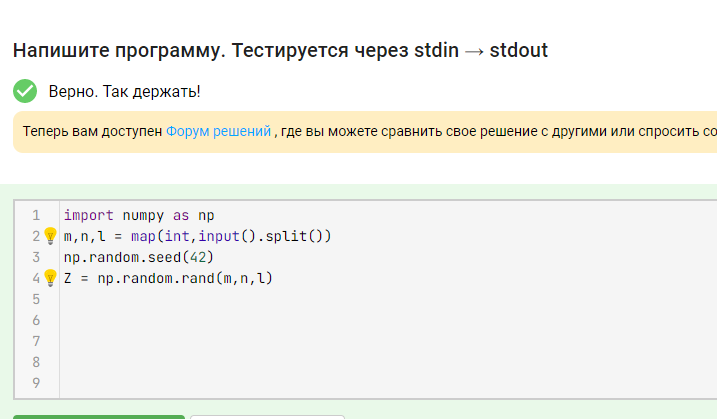 Напишите программу. Тестируется через stdin → stdout
Верно. Так держать!
Теперь вам доступен Форум решений , где вы можете сравнить свое решение с другими или спросить со
1 import numpy as np
2 m,n,l = map(int,input().split())
3 np.random.seed(42)
4 Z = np.random.rand(m,n,l)
5
6
7
8
9